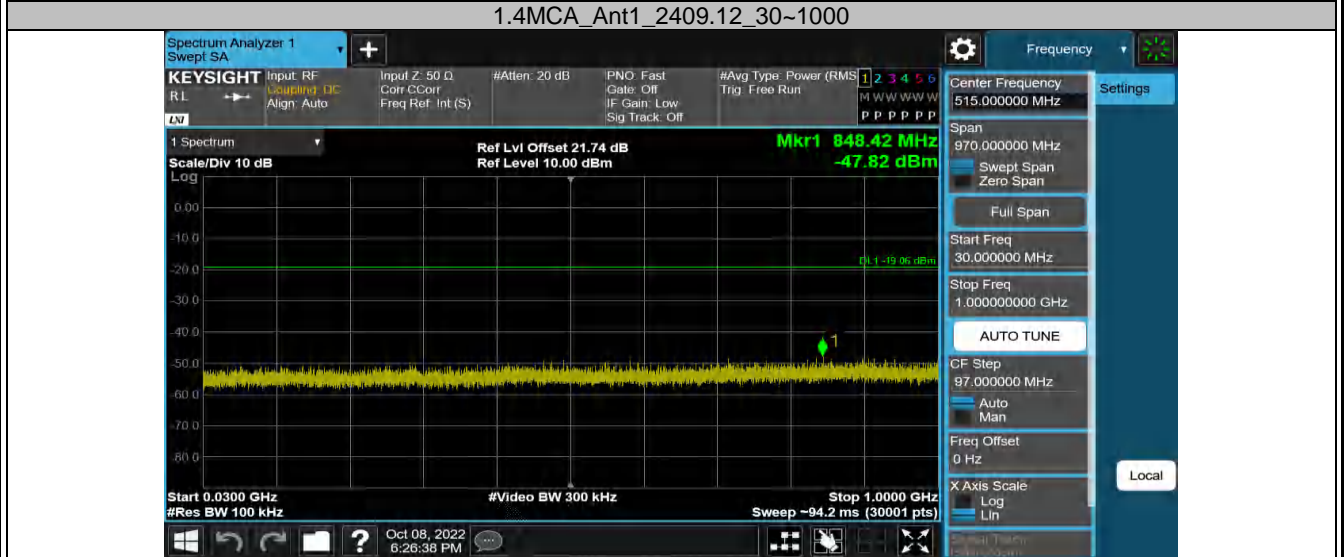 1.4MCA_Ant1_2409.12_30~1000
Spectrum Analyzer 1
Swept SA
Frequency
KEYSIGHT
RL
LXI
Input: RF
Coupling: DC
Align: Auto
Input Z: 50 Ω
Corr CCorr
Freq Ref: Int (S)
#Atten: 20 dB
PNO: Fast
Gate: Off
IF Gain: Low
Sig Track: Off
#Avg Type: Power (RMS
Trig: Free Run
1 2 3 4 5 6
M W W W W W
P P P P P P
1 Spectrum
Scale/Div 10 dB
Ref Lvl Offset 21.74 dB
Ref Level 10.00 dBm
Mkr1 848.42 MHz
-47.82 dBm
Log
0.00
-10.0
-20.0
-30.0
-40.0
-50.0
-60.0
-70.0
-80.0
DL1 -19.06 dBm
1
Start 0.0300 GHz
#Res BW 100 kHz
#Video BW 300 kHz
Stop 1.0000 GHz
Sweep ~94.2 ms (30001 pts)
Center Frequency
515.000000 MHz
Settings
Span
970.000000 MHz
Swept Span
Zero Span
Full Span
Start Freq
30.000000 MHz
Stop Freq
1.000000000 GHz
AUTO TUNE
CF Step
97.000000 MHz
Auto
Man
Freq Offset
0 Hz
X Axis Scale
Log
Lin
Local
?
Oct 08, 2022
6:26:38 PM